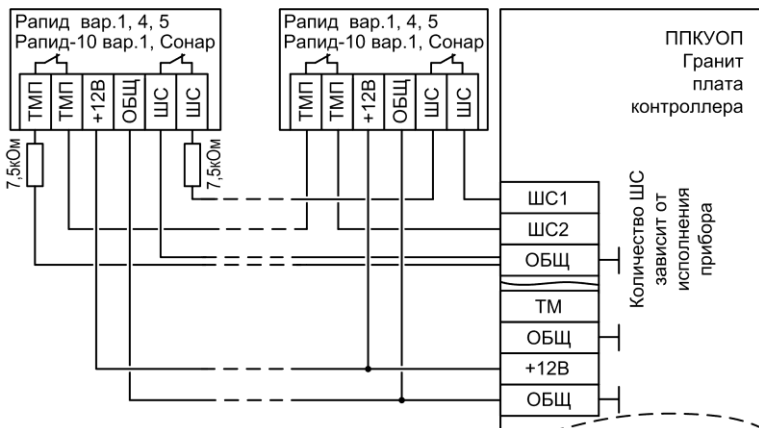 Рапид вар.1, 4, 5
Рапид-10 вар.1, Сонар
ТМП
ТМП
+12В
ОБЩ
ШС
ШС
7,5кОм
7,5кОм
Рапид вар.1, 4, 5
Рапид-10 вар.1, Сонар
ТМП
ТМП
+12В
ОБЩ
ШС
ШС
ППКУОП
Гранит
плата
контроллера
ШС1
ШС2
ОБЩ
ТМ
ОБЩ
+12В
ОБЩ
Количество ШС
зависит от
исполнения
прибора